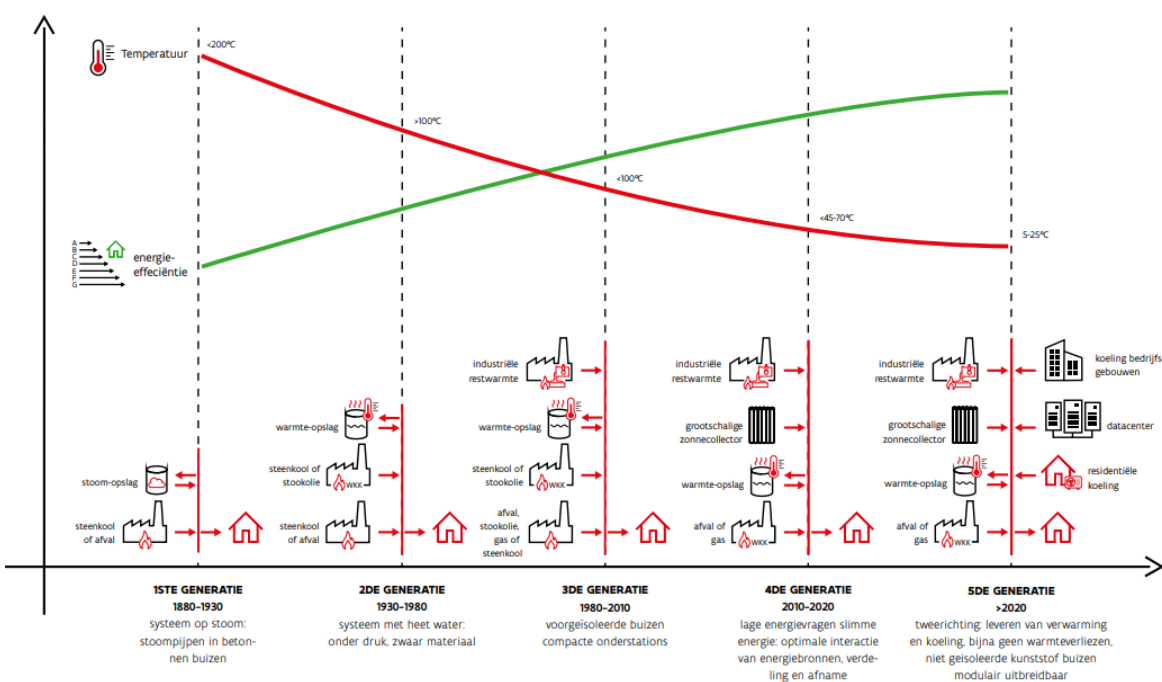 Temperatuur
<200°C
>100°C
<100°C
<45-70°C
5-25°C
A
B
C
D
E
F
G
energie-
effeciëntie
stoom-opslag
steenkool
of afval
warmte-opslag
steenkool of
stookolie
WKK
steenkool
of afval
industriële
restwarmte
warmte-opslag
steenkool of
stookolie
WKK
afval,
stookolie,
gas of
steenkool
industriële
restwarmte
grootschalige
zonnecollector
warmte-opslag
afval of
gas
WKK
industriële
restwarmte
grootschalige
zonnecollector
warmte-opslag
afval of
gas
WKK
koeling bedrijfs
gebouwen
datacenter
residentiële
koeling
1STE GENERATIE
1880-1930
systeem op stoom:
stoompijpen in beton-
nen buizen
2DE GENERATIE
1930-1980
systeem met heet water:
onder druk, zwaar materiaal
3DE GENERATIE
1980-2010
voorgeïsoleerde buizen
compacte onderstations
4DE GENERATIE
2010-2020
lage energievragen slimme
energie: optimale interactie
van energiebronnen, verde-
ling en afname
5DE GENERATIE
>2020
tweerichting: leveren van verwarming
en koeling, bijna geen warmteverliezen,
niet geisoleerde kunststof buizen
modulair uitbreidbaar